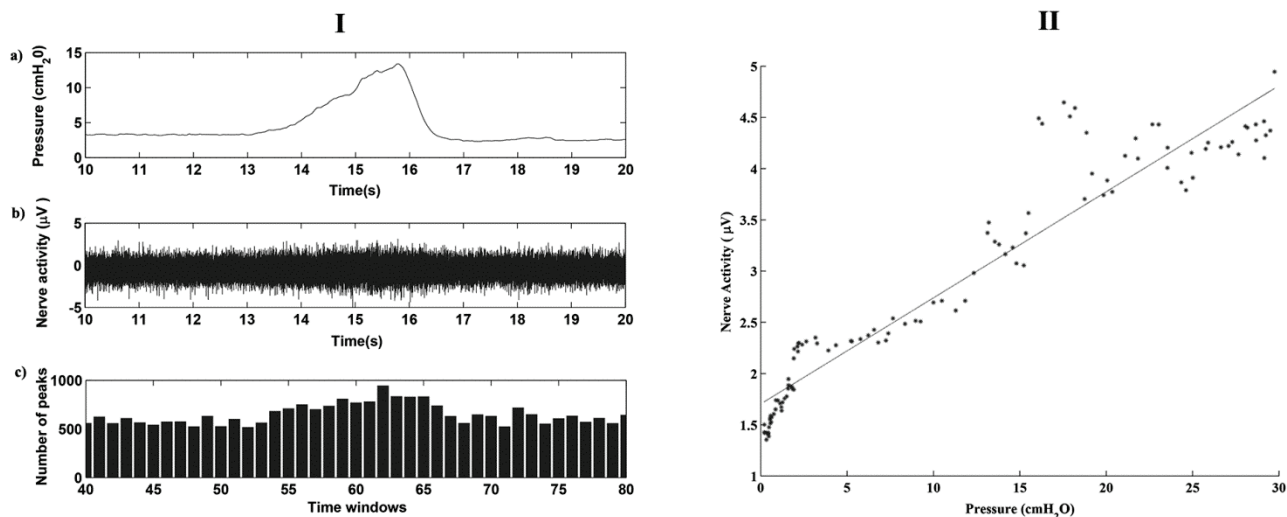 I
a)
Pressure (cmH20)
15
10
5
0
10 11 12 13 14 15 16 17 18 19 20
Time(s)
b)
Nerve activity (µV)
5
0
-5
10 11 12 13 14 15 16 17 18 19 20
Time(s)
c)
Number of peaks
1000
500
0
40 45 50 55 60 65 70 75 80
Time windows
II
Nerve Activity ( µV)
5
4.5
4
3.5
3
2.5
2
1.5
1
0 5 10 15 20 25 30
Pressure (cmH2O)